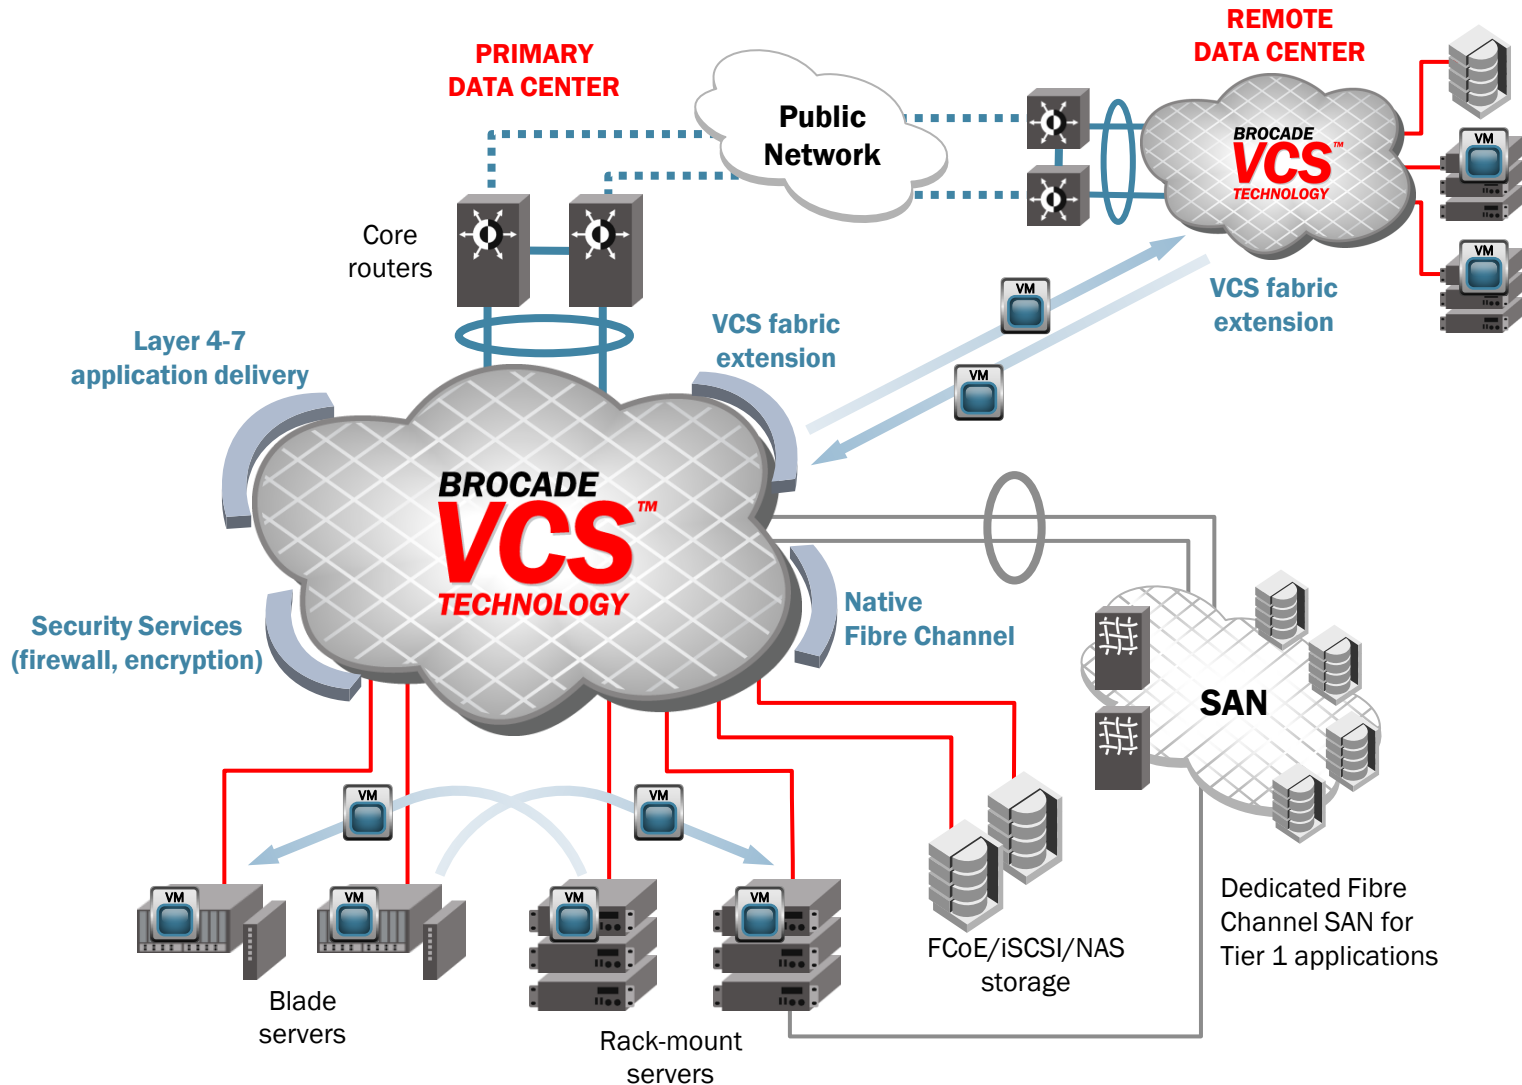 REMOTE
DATA CENTER
PRIMARY
DATA CENTER
Public
Network
BROCADE
VCS™
TECHNOLOGY
VM
VM
Core
routers
VCS fabric
extension
VM
VM
VCS fabric
extension
Layer 4-7
application delivery
BROCADE
VCS™
TECHNOLOGY
Native
Fibre Channel
Security Services
(firewall, encryption)
SAN
VM
VM
VM
VM
VM
VM
Blade
servers
Rack-mount
servers
FCoE/iSCSI/NAS
storage
Dedicated Fibre
Channel SAN for
Tier 1 applications